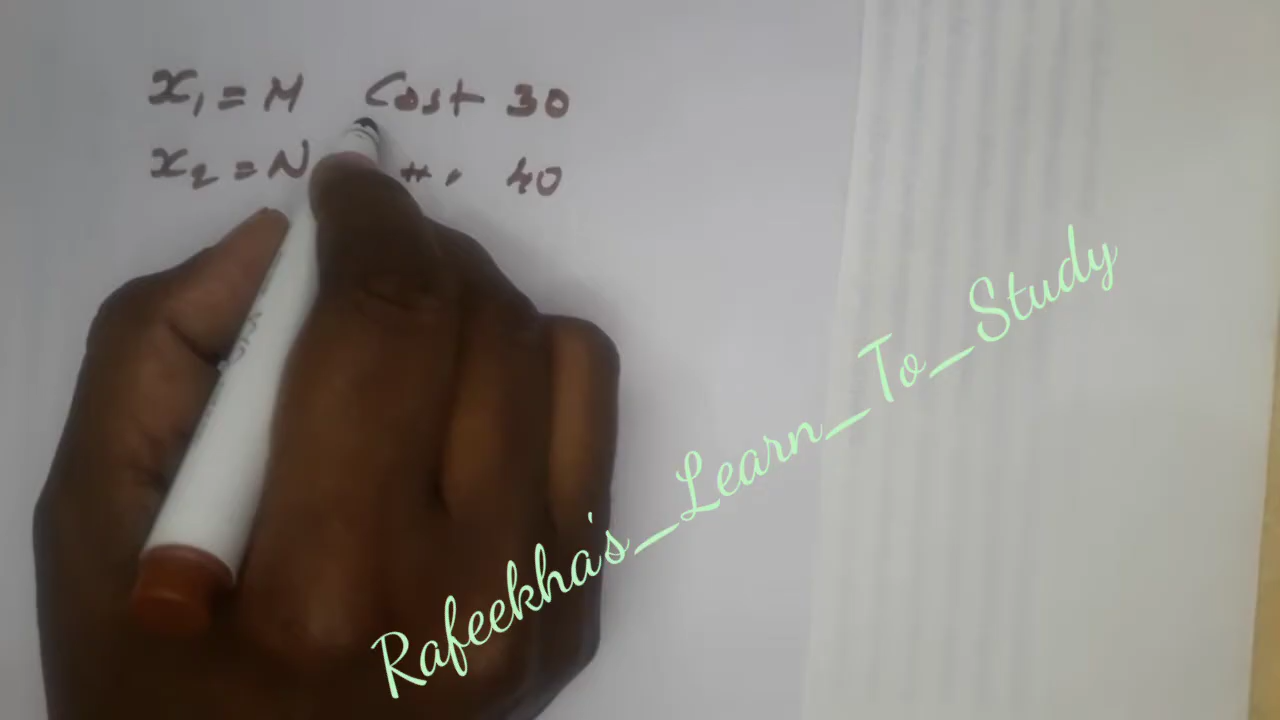 x₁ = M Cost 30
x₂ = N 〃 , 40
Rafeekha's_Learn_To_Study